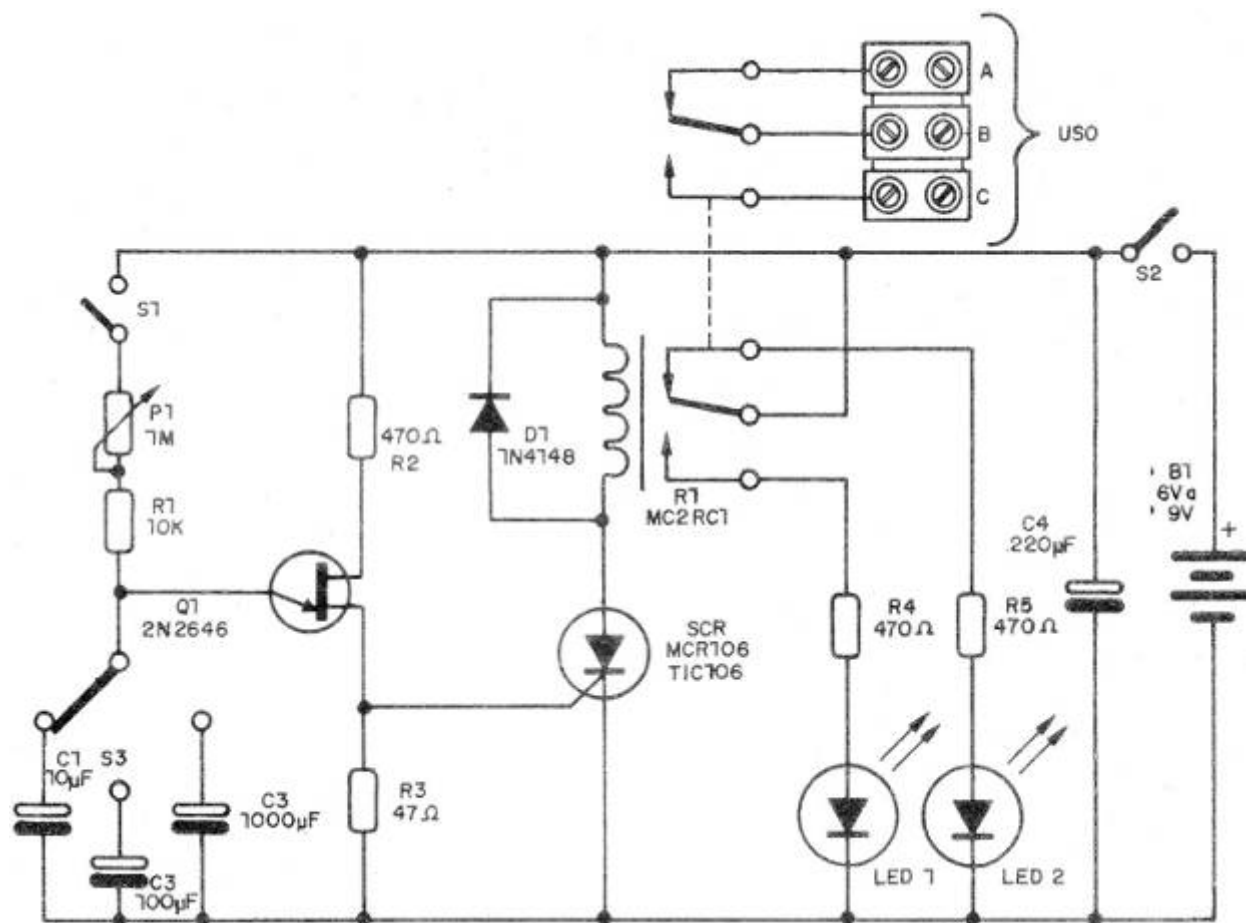 A
B
USO
C
S1
S2
P1
1M
470Ω
R2
D1
1N4148
R1
10K
R1
MC2RC1
C4
220µF
B1
6V a
9V
+
Q1
2N2646
SCR
MCR106
TIC106
R4
470Ω
R5
470Ω
C1
10µF
S3
C3
1000µF
R3
47Ω
C3
100µF
LED 1
LED 2